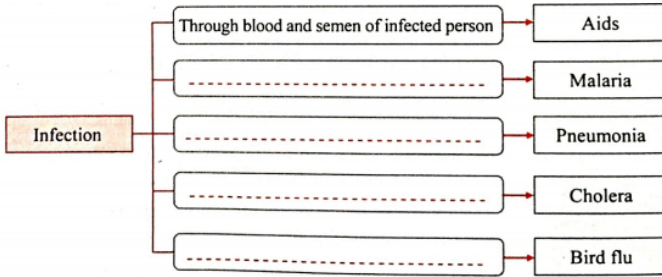 Through blood and semen of infected person
Aids
Malaria
Infection
Pneumonia
Cholera
Bird flu